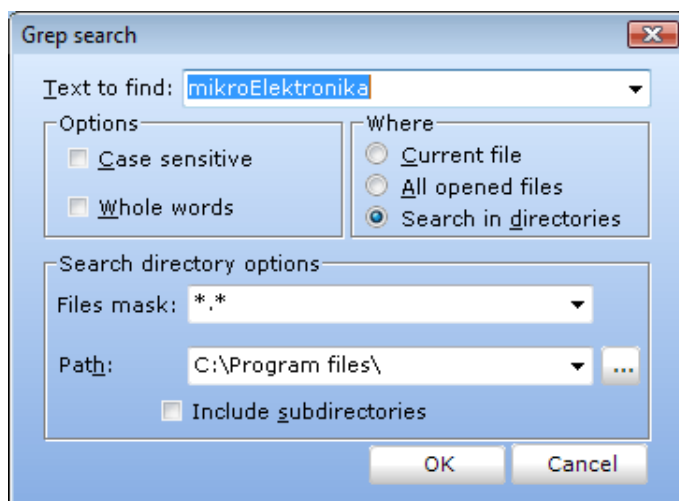 Grep search
Text to find: mikroElektronika
Options
Case sensitive
Whole words
Where
Current file
All opened files
Search in directories
Search directory options
Files mask: *.*
Path: C:\Program files\ ...
Include subdirectories
OK Cancel